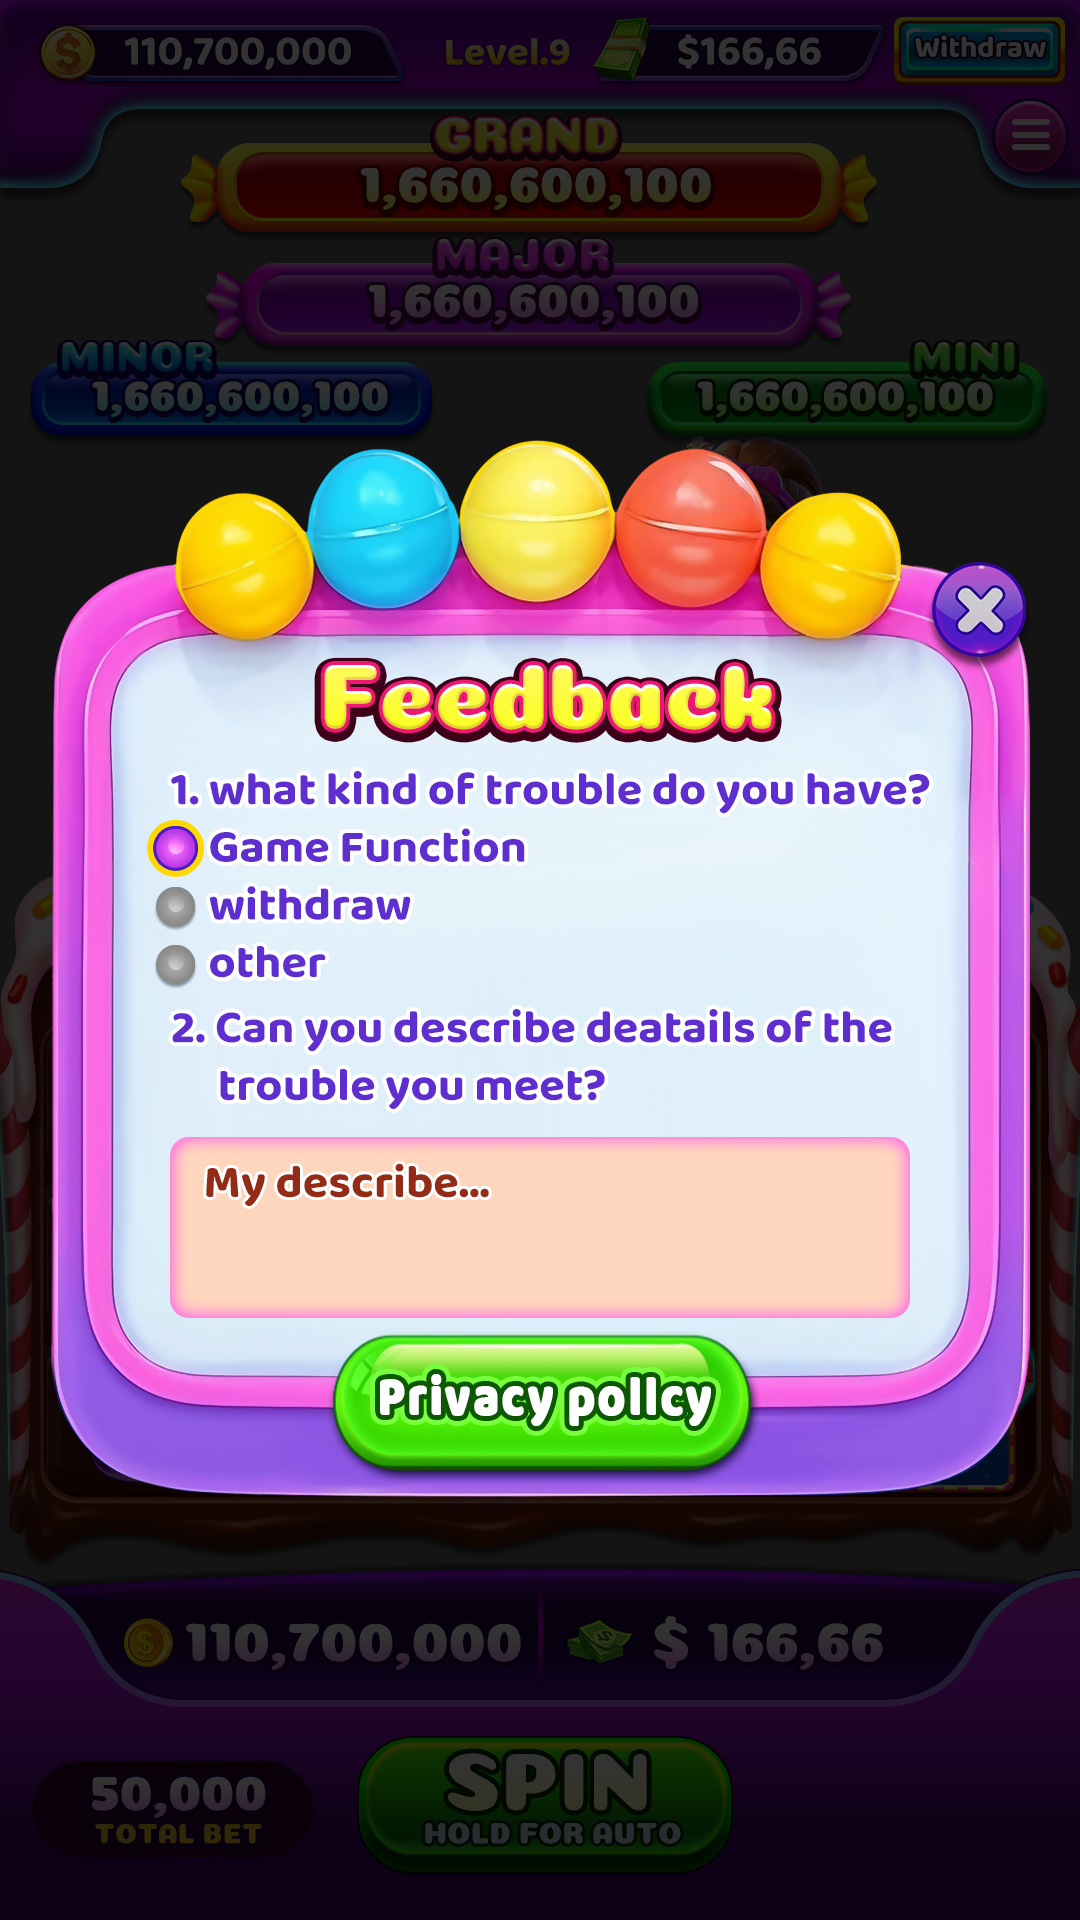 110,700,000
Level.9
$166,66
Withdraw
GRAND
1,660,600,100
MAJOR
1,660,600,100
MINOR
1,660,600,100
MINI
1,660,600,100
Feedback
1. what kind of trouble do you have?
Game Function
withdraw
other
2. Can you describe deatails of the
trouble you meet?
My describe...
Privacy pollcy
110,700,000
$ 166,66
50,000
TOTAL BET
SPIN
HOLD FOR AUTO